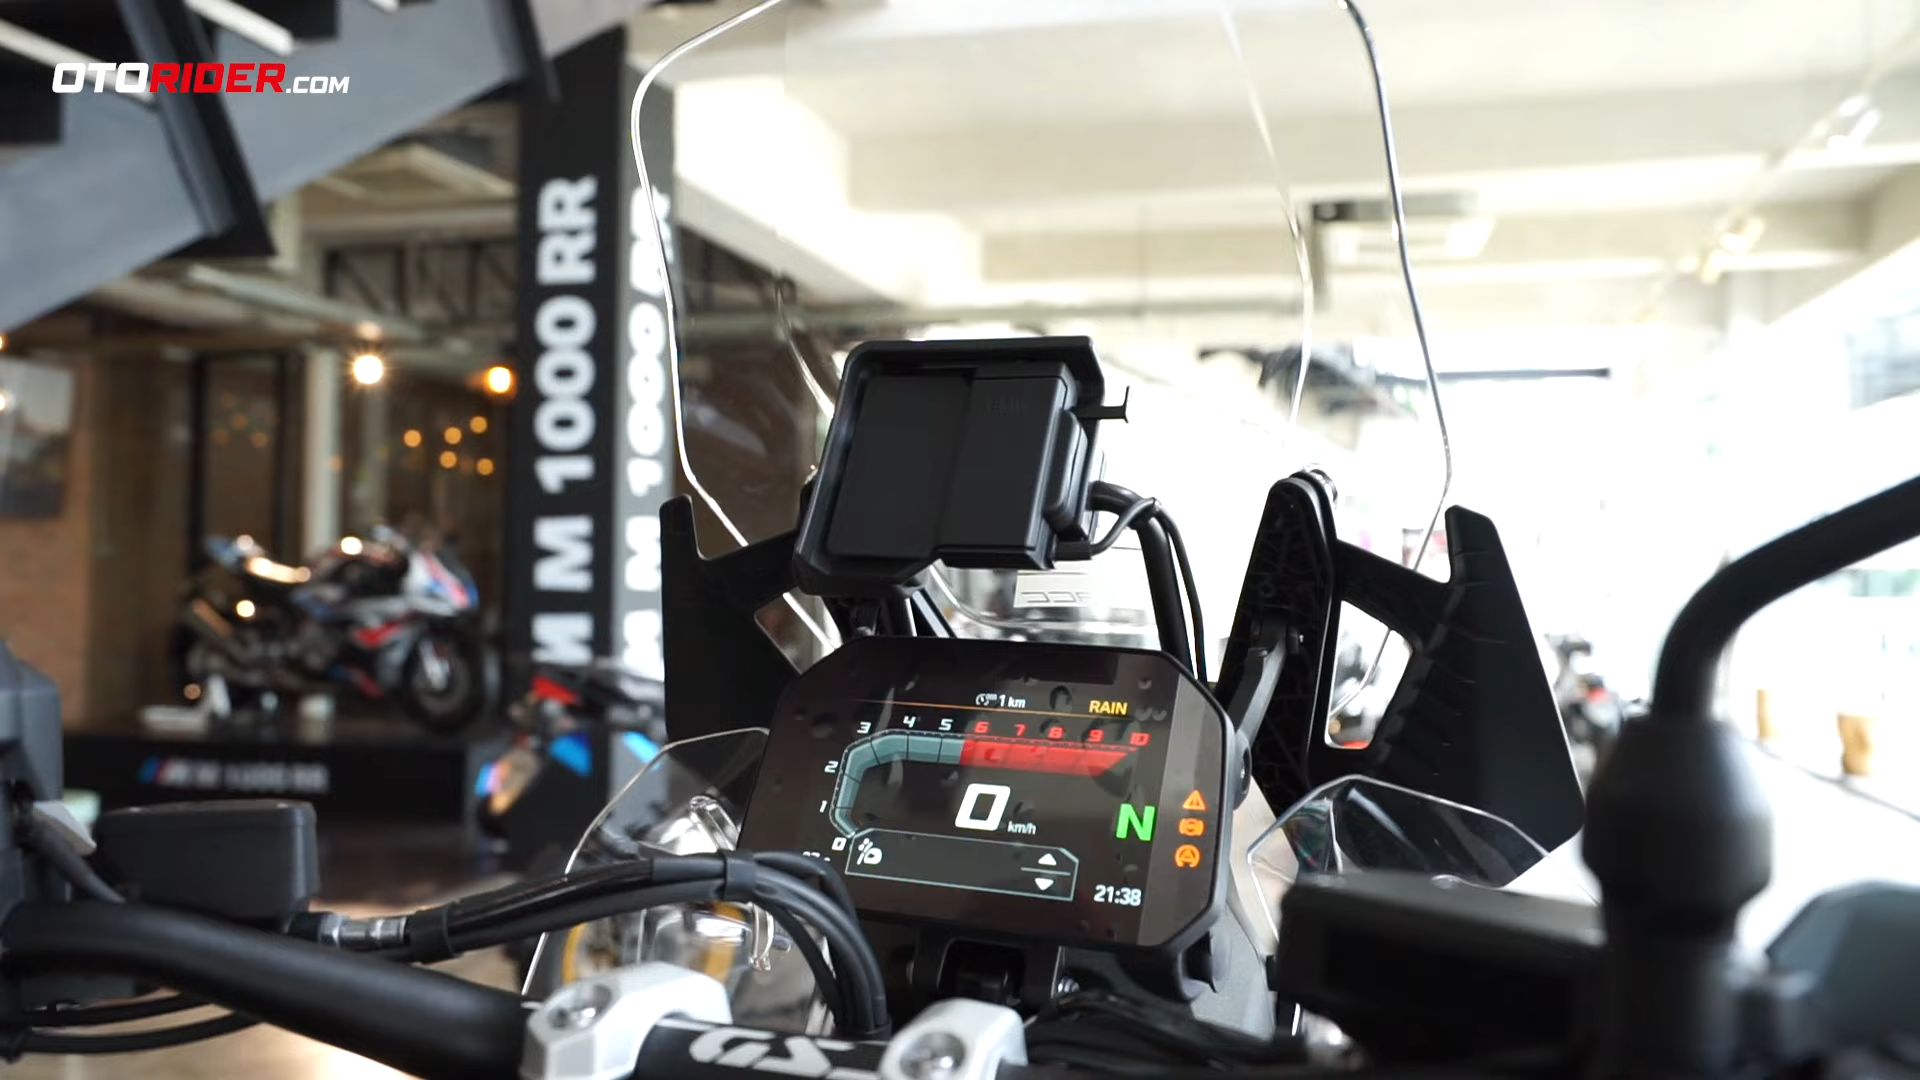 OTORIDER.COM
M 1000 RR
M 1000 RR
1 km
RAIN
3 4 5 6 7 8 9 10
2
1
0
0 km/h
N
21:38
GS